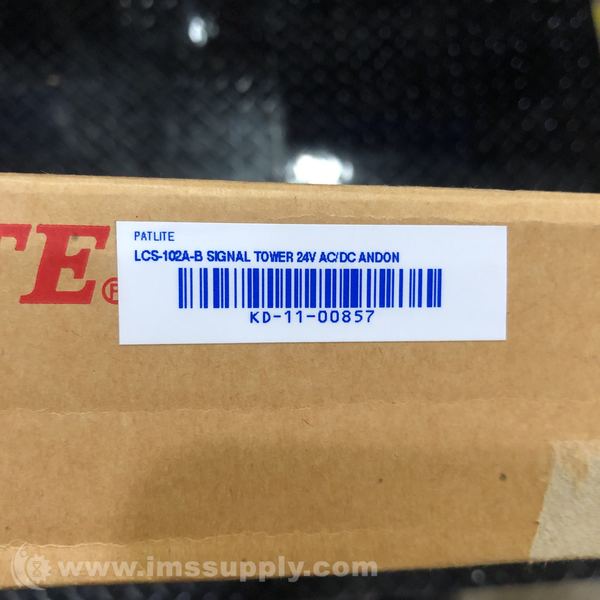 PATLITE
LCS-102A-B SIGNAL TOWER 24V AC/DC ANDON
TE®
KD-11-00857
www.imssupply.com